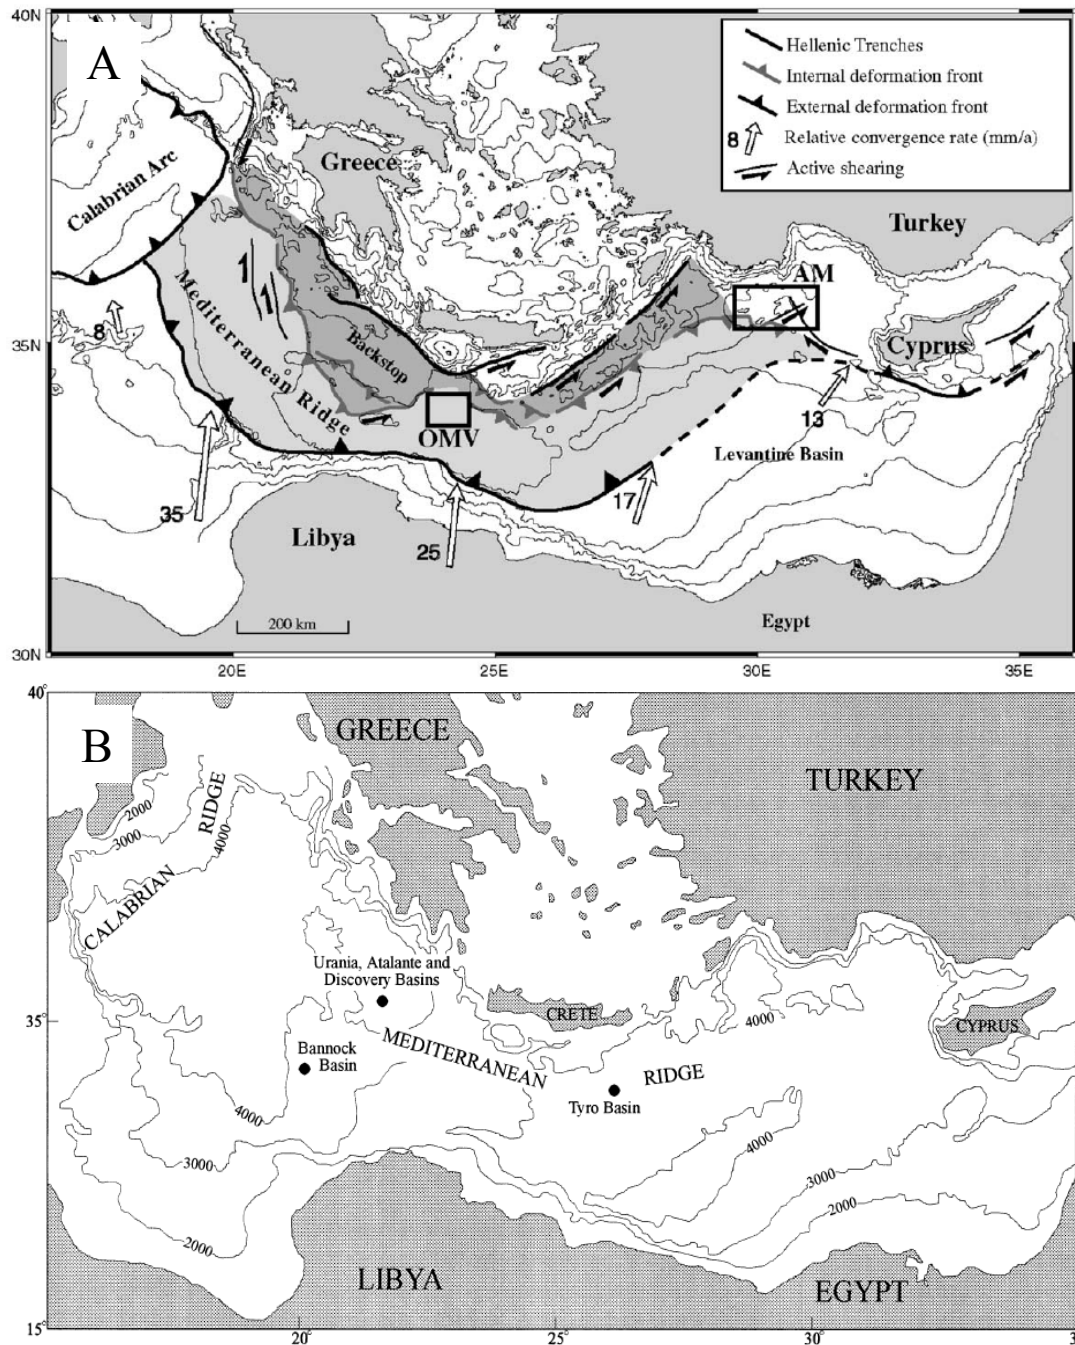 40N
A
Hellenic Trenches
Internal deformation front
External deformation front
8 Relative convergence rate (mm/a)
Active shearing
Greece
Calabrian Arc
Turkey
AM
8
35N
Mediterranean Ridge
Backstop
Cyprus
OMV
13
Levantine Basin
17
35
25
Libya
200 km
Egypt
30N
20E 25E 30E 35E
40°
B
GREECE
TURKEY
2000
RIDGE
3000
4000
CALABRIAN
Urania, Atalante and
Discovery Basins
CRETE
35°
4000
CYPRUS
MEDITERRANEAN
Bannock
Basin
RIDGE
Tyro Basin
4000
4000
3000
3000
2000
2000
LIBYA
EGYPT
15°
20° 25° 30° 3